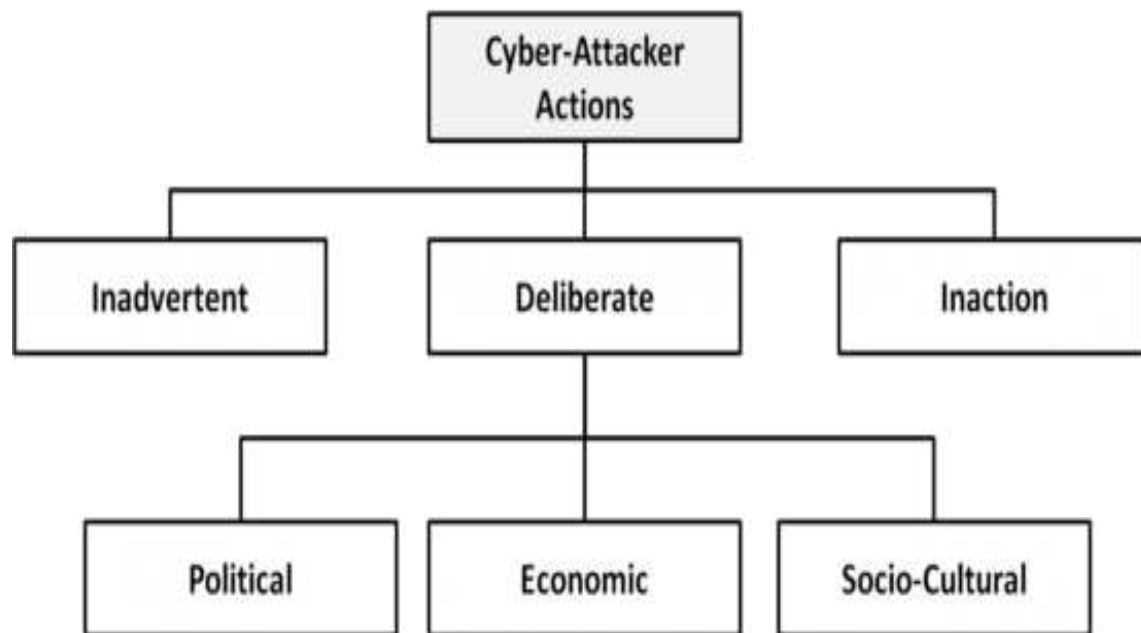 Cyber-Attacker
Actions
Inadvertent
Deliberate
Inaction
Political
Economic
Socio-Cultural